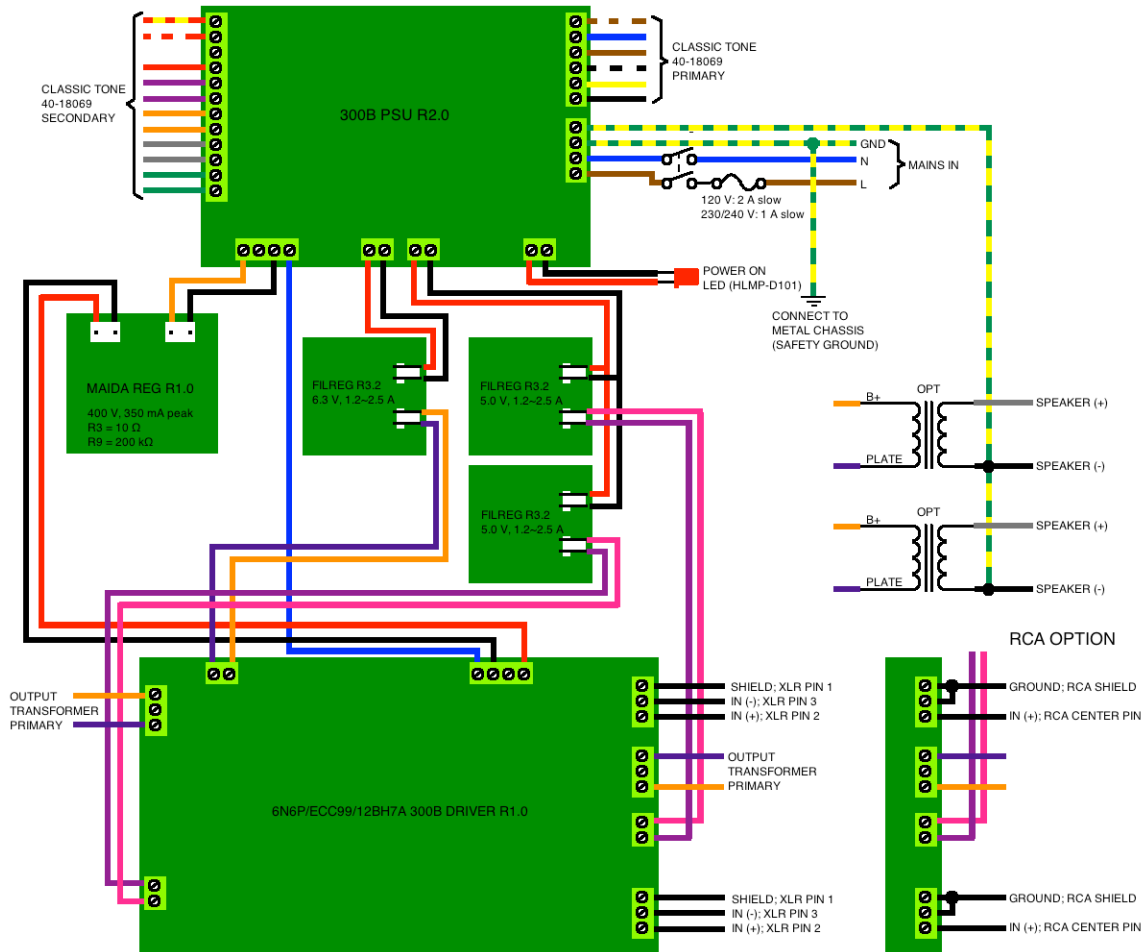 CLASSIC TONE
40-18069
SECONDARY
300B PSU R2.0
CLASSIC TONE
40-18069
PRIMARY
GND
N
L
MAINS IN
120 V: 2 A slow
230/240 V: 1 A slow
POWER ON
LED (HLMP-D101)
CONNECT TO
METAL CHASSIS
(SAFETY GROUND)
MAIDA REG R1.0
400 V, 350 mA peak
R3 = 10 Ω
R9 = 200 kΩ
FILREG R3.2
6.3 V, 1.2~2.5 A
FILREG R3.2
5.0 V, 1.2~2.5 A
FILREG R3.2
5.0 V, 1.2~2.5 A
B+
OPT
SPEAKER (+)
PLATE
SPEAKER (-)
B+
OPT
SPEAKER (+)
PLATE
SPEAKER (-)
RCA OPTION
OUTPUT
TRANSFORMER
PRIMARY
SHIELD; XLR PIN 1
IN (-); XLR PIN 3
IN (+); XLR PIN 2
OUTPUT
TRANSFORMER
PRIMARY
6N6P/ECC99/12BH7A 300B DRIVER R1.0
SHIELD; XLR PIN 1
IN (-); XLR PIN 3
IN (+); XLR PIN 2
GROUND; RCA SHIELD
IN (+); RCA CENTER PIN
GROUND; RCA SHIELD
IN (+); RCA CENTER PIN